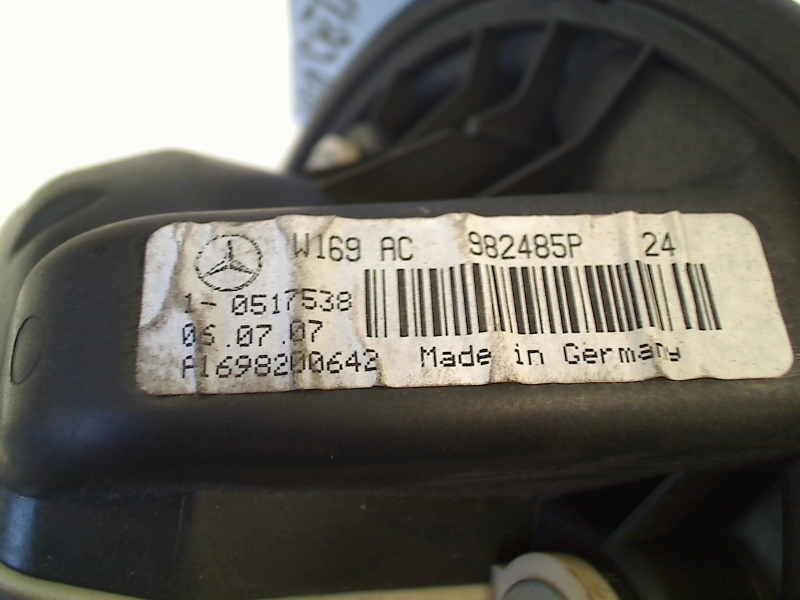 W169 AC 982485P 24
1- 0517538
06.07.07
A1698200642 Made in Germany